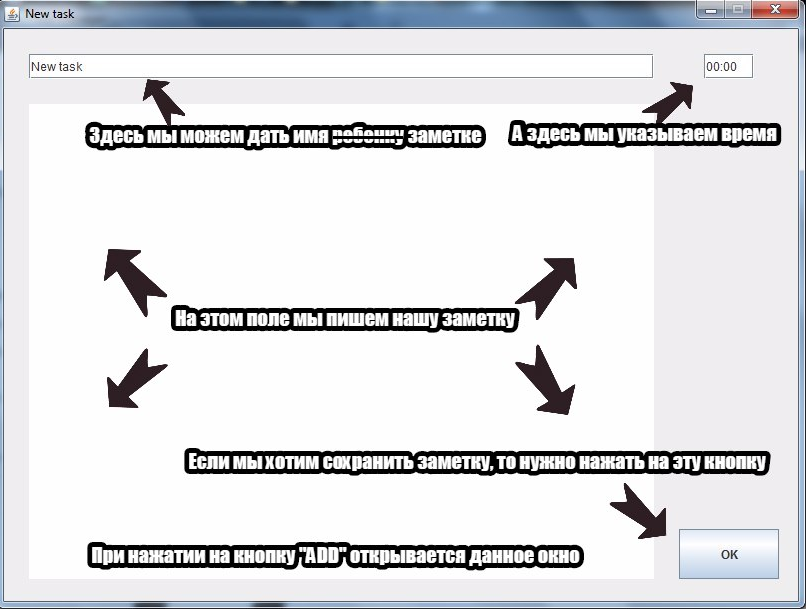 New task
New task
00:00
Здесь мы можем дать имя ребенку заметке
А здесь мы указываем время
На этом поле мы пишем нашу заметку
Если мы хотим сохранить заметку, то нужно нажать на эту кнопку
При нажатии на кнопку "ADD" открывается данное окно
OK